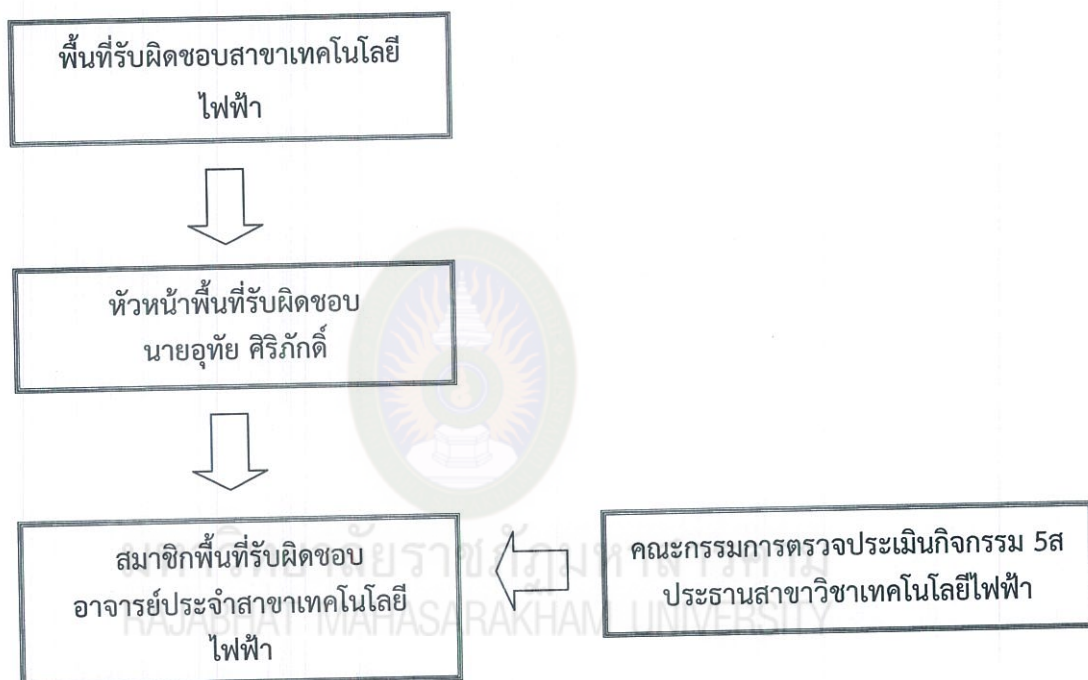 พื้นที่รับผิดชอบสาขาเทคโนโลยี
ไฟฟ้า
หัวหน้าพื้นที่รับผิดชอบ
นายอุทัย ศิริภักดิ์
สมาชิกพื้นที่รับผิดชอบ
อาจารย์ประจำสาขาเทคโนโลยี
ไฟฟ้า
คณะกรรมการตรวจประเมินกิจกรรม 5ส
ประธานสาขาวิชาเทคโนโลยีไฟฟ้า
มหาวิทยาลัยราชภัฏมหาสารคาม
RAJABHAT MAHASARAKHAM UNIVERSITY